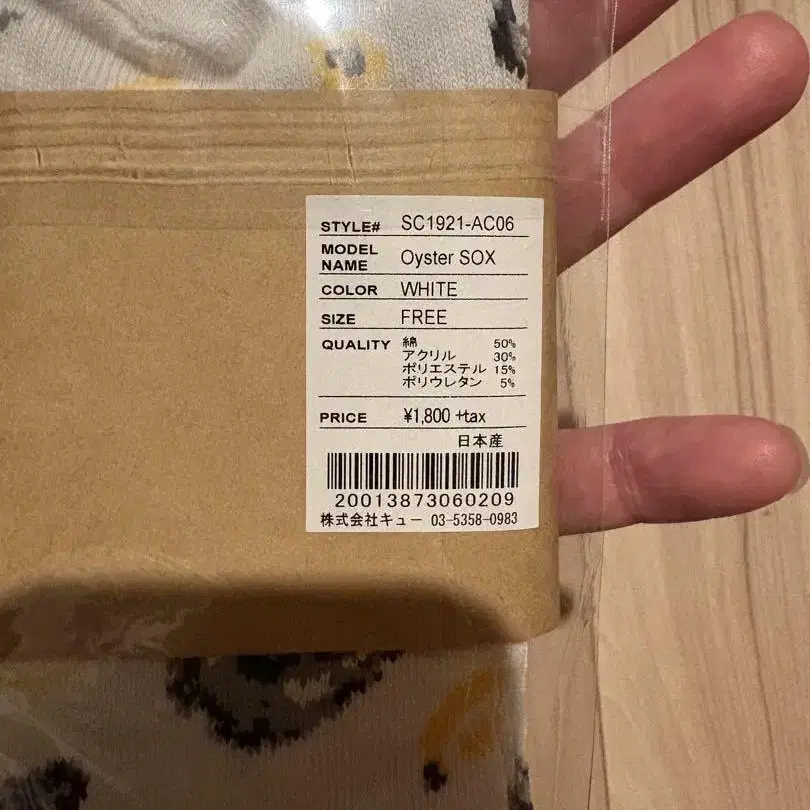 STYLE# SC1921-AC06
MODEL NAME Oyster SOX
COLOR WHITE
SIZE FREE
QUALITY 綿 50%
アクリル 30%
ポリエステル 15%
ポリウレタン 5%
PRICE ¥1,800 +tax
日本産
20013873060209
株式会社キュー 03-5358-0983